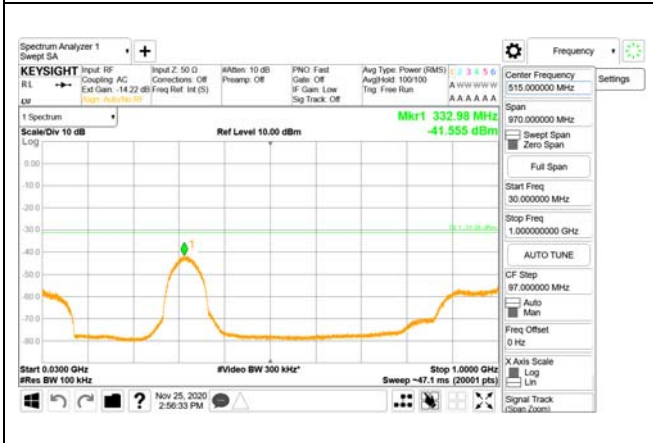 Spectrum Analyzer 1
Swept SA
+
Frequency
KEYSIGHT
Input: RF
Coupling: AC
Ext Gain: -14.22 dB
Align: Auto/No RF
Input Z: 50 Ω
Corrections: Off
Freq Ref: Int (S)
#Atten: 10 dB
Preamp: Off
PNO: Fast
Gate: Off
IF Gain: Low
Sig Track: Off
Avg Type: Power (RMS)
Avg|Hold: 100/100
Trig: Free Run
1 2 3 4 5 6
A W W W W W
A A A A A A
RL
1 Spectrum
Scale/Div 10 dB
Log
Ref Level 10.00 dBm
Mkr1 332.98 MHz
-41.555 dBm
0.00
-10.0
-20.0
-30.0
-40.0
-50.0
-60.0
-70.0
-80.0
1
Start 0.0300 GHz
#Res BW 100 kHz
#Video BW 300 kHz*
Stop 1.0000 GHz
Sweep ~47.1 ms (20001 pts)
Nov 25, 2020
2:56:33 PM
?
Center Frequency
515.000000 MHz
Settings
Span
970.000000 MHz
Swept Span
Zero Span
Full Span
Start Freq
30.000000 MHz
Stop Freq
1.000000000 GHz
AUTO TUNE
CF Step
97.000000 MHz
Auto
Man
Freq Offset
0 Hz
X Axis Scale
Log
Lin
Signal Track
(Span Zoom)